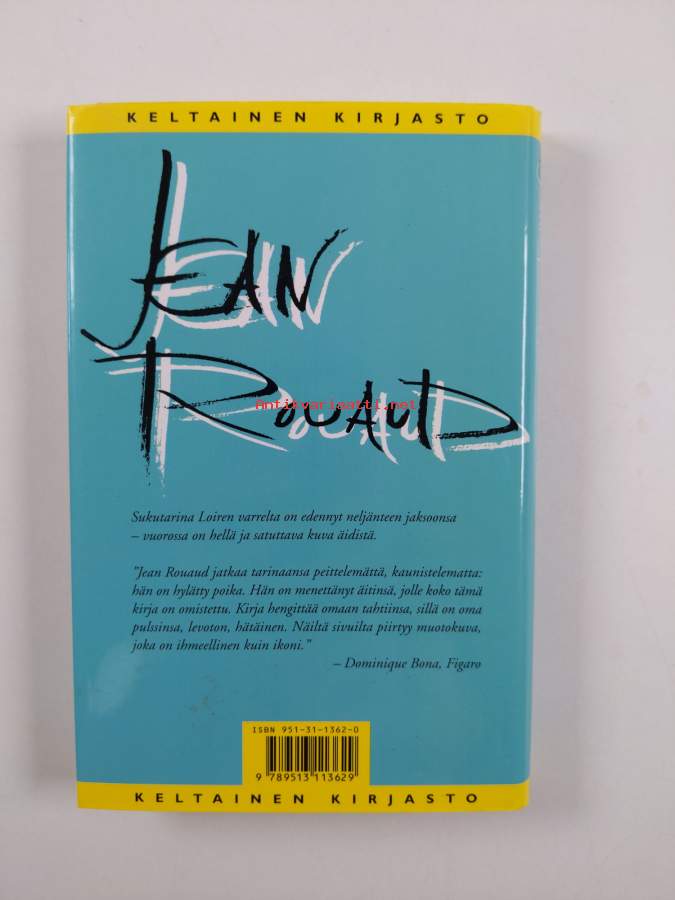 KELTAINEN KIRJASTO
JEAN
ROUAUD
Antikvariaatti.net
Sukutarina Loiren varrelta on edennyt neljänteen jaksoonsa
– vuorossa on hellä ja satuttava kuva äidistä.
"Jean Rouaud jatkaa tarinaansa peittelemättä, kaunistelematta:
hän on hylätty poika. Hän on menettänyt äitinsä, jolle koko tämä
kirja on omistettu. Kirja hengittää omaan tahtiinsa, sillä on oma
pulssinsa, levoton, hätäinen. Näiltä sivuilta piirtyy muotokuva,
joka on ihmeellinen kuin ikoni."
– Dominique Bona, Figaro
ISBN 951-31-1362-0
9 789513 113629
KELTAINEN KIRJASTO